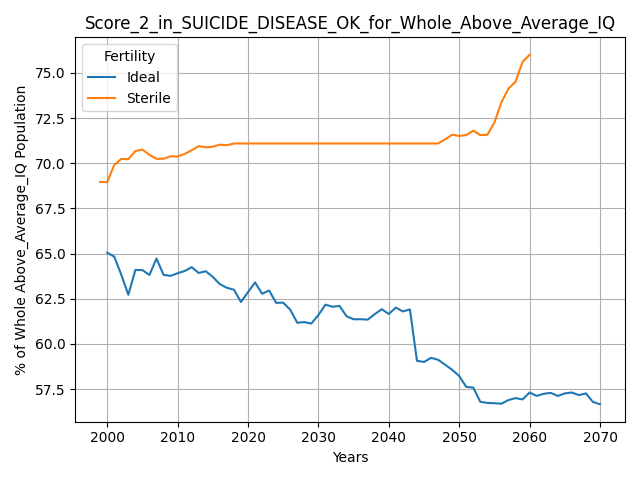 Score_2_in_SUICIDE_DISEASE_OK_for_Whole_Above_Average_IQ
Fertility
Ideal
Sterile
% of Whole Above_Average_IQ Population
75.0
72.5
70.0
67.5
65.0
62.5
60.0
57.5
2000 2010 2020 2030 2040 2050 2060 2070
Years